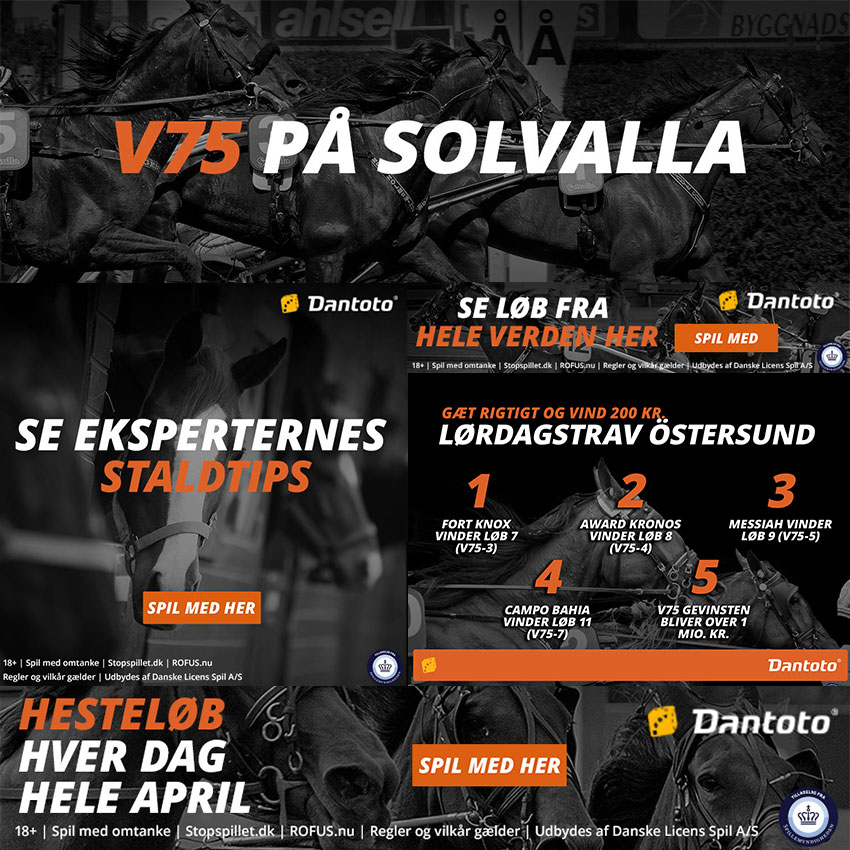 ahlsell
Å Å
BYGGNADS
5
3
V75 PÅ SOLVALLA
Dantoto®
SE EKSPERTERNES
STALDTIPS
SPIL MED HER
18+ | Spil med omtanke | Stopspillet.dk | ROFUS.nu
Regler og vilkår gælder | Udbydes af Danske Licens Spil A/S
SE LØB FRA
HELE VERDEN HER
Dantoto®
SPIL MED
18+ | Spil med omtanke | Stopspillet.dk | ROFUS.nu | Regler og vilkår gælder | Udbydes af Danske Licens Spil A/S
GÆT RIGTIGT OG VIND 200 KR.
LØRDAGSTRAV ÖSTERSUND
1
FORT KNOX
VINDER LØB 7
(V75-3)
2
AWARD KRONOS
VINDER LØB 8
(V75-4)
3
MESSIAH VINDER
LØB 9 (V75-5)
4
CAMPO BAHIA
VINDER LØB 11
(V75-7)
5
V75 GEVINSTEN
BLIVER OVER 1
MIO. KR.
Dantoto®
HESTELØB
HVER DAG
HELE APRIL
SPIL MED HER
Dantoto®
18+ | Spil med omtanke | Stopspillet.dk | ROFUS.nu | Regler og vilkår gælder | Udbydes af Danske Licens Spil A/S
TILLADELSE FRA
SPILLEMYNDIGHEDEN